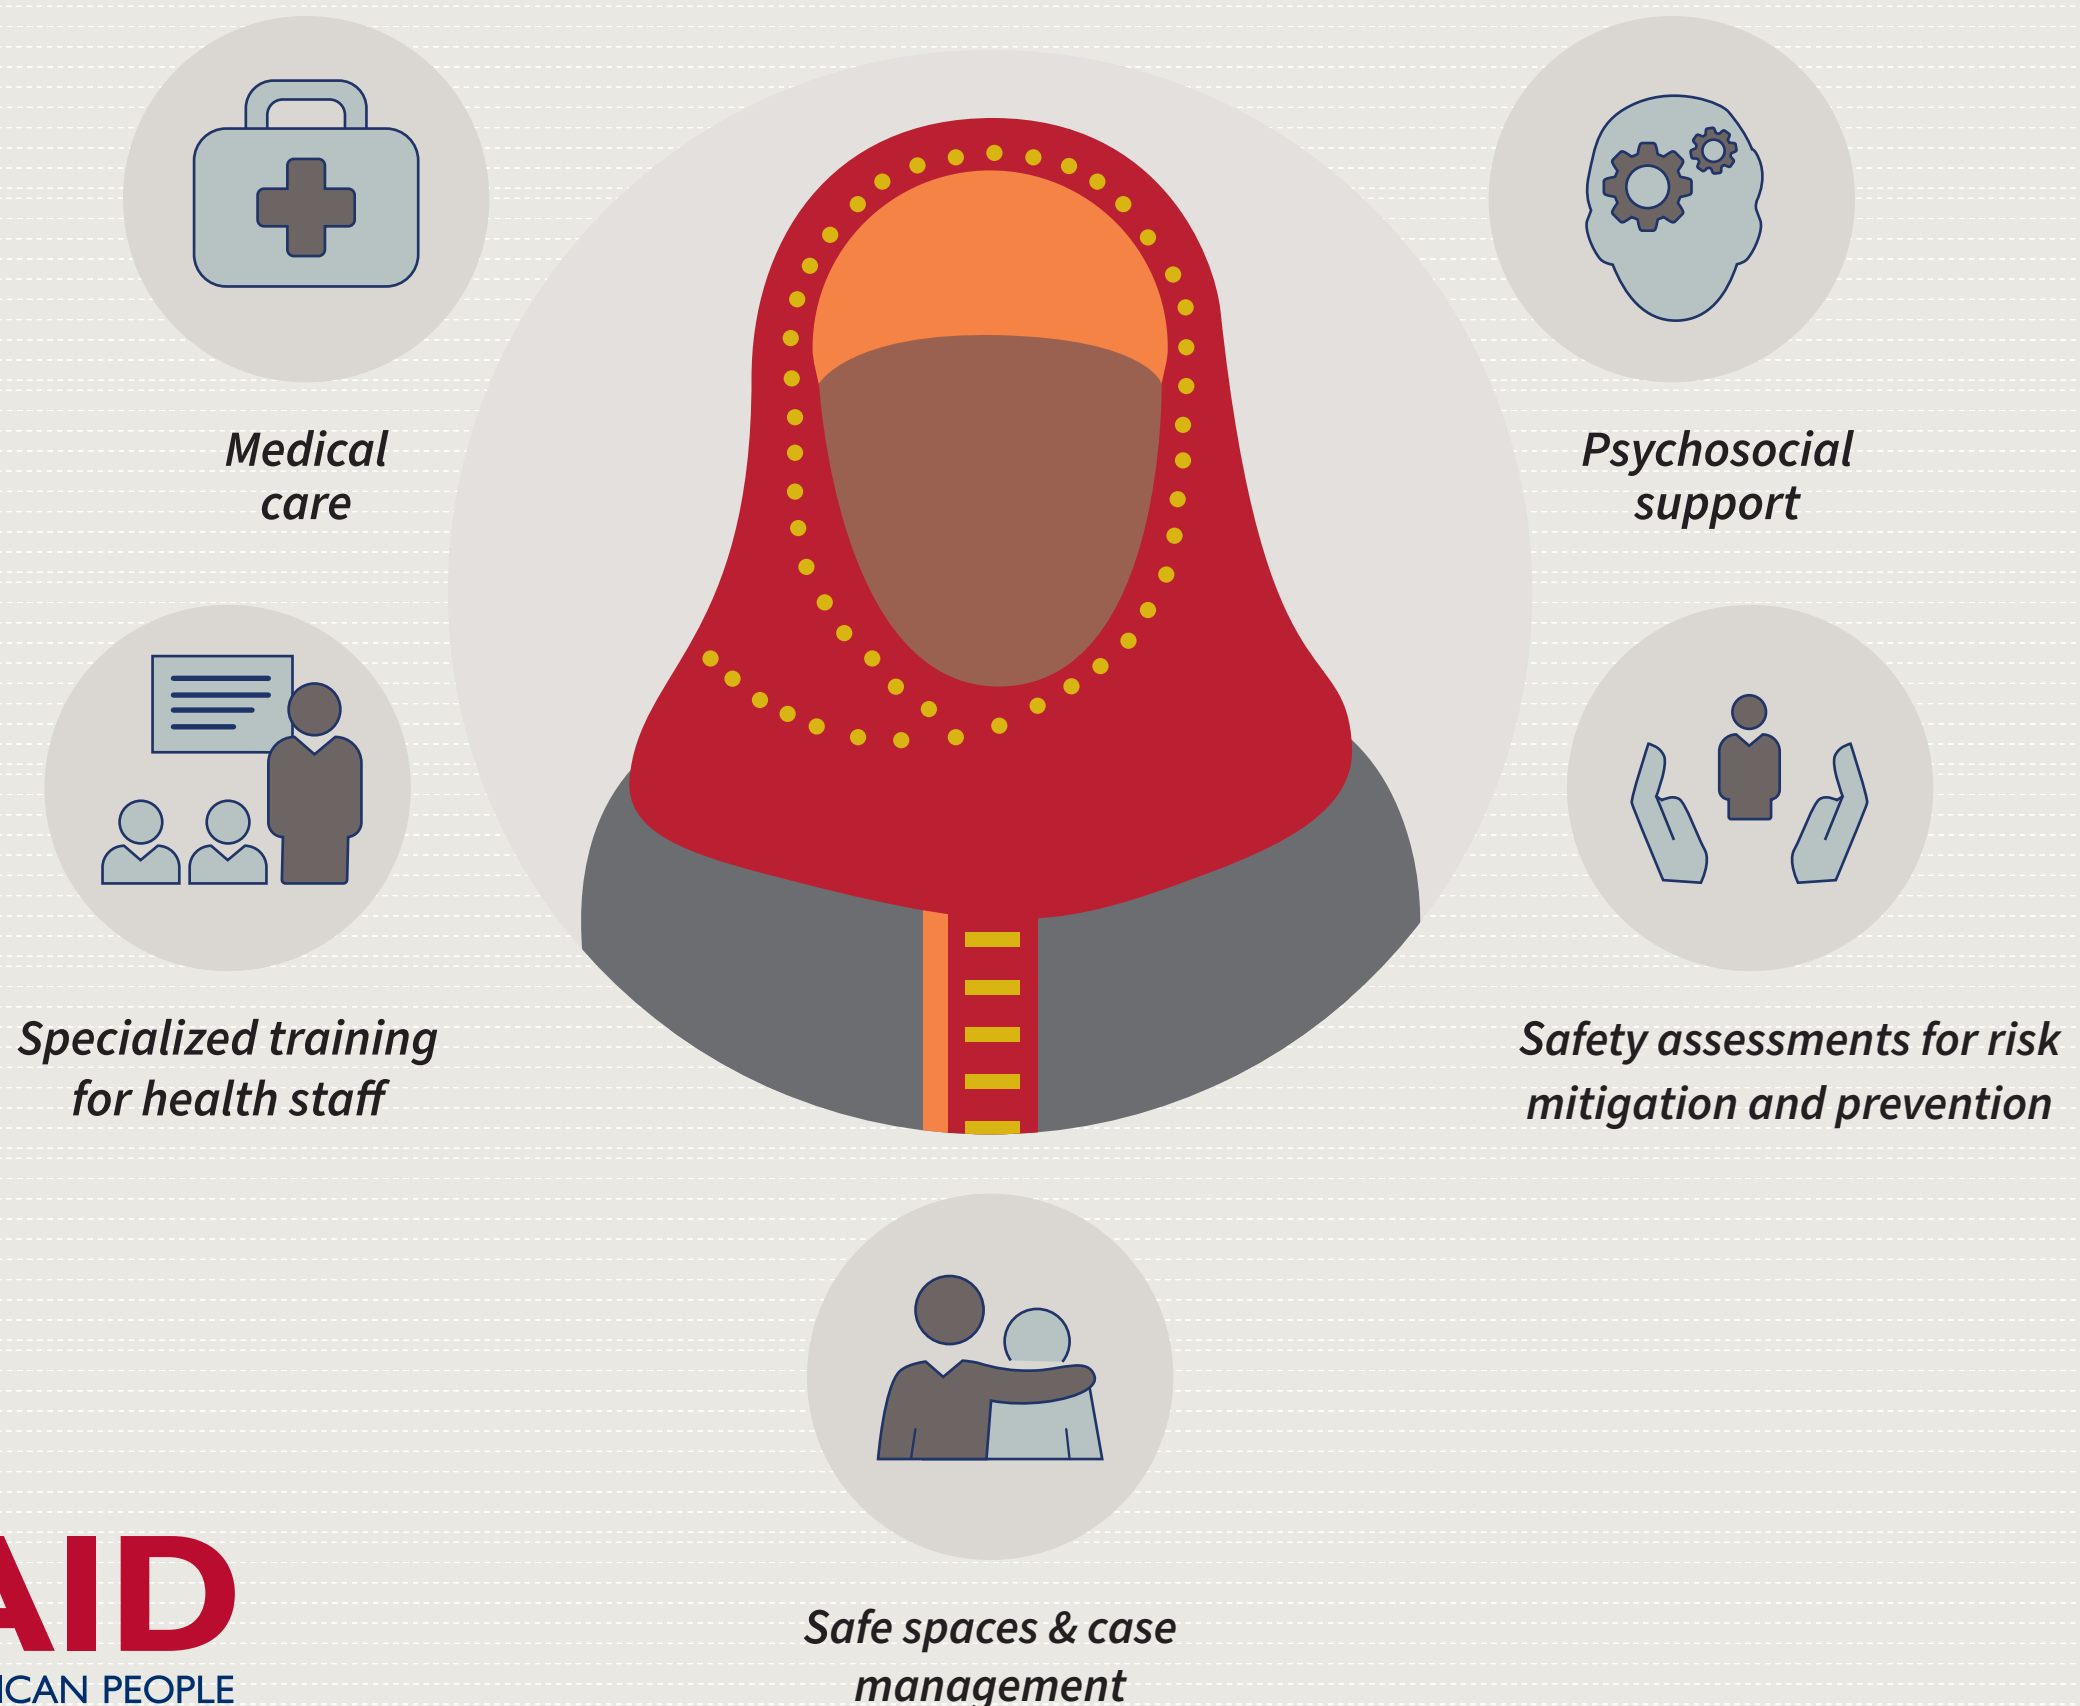 Medical
care
Psychosocial
support
Specialized training
for health staff
Safety assessments for risk
mitigation and prevention
Safe spaces & case
management
AID
ICAN PEOPLE